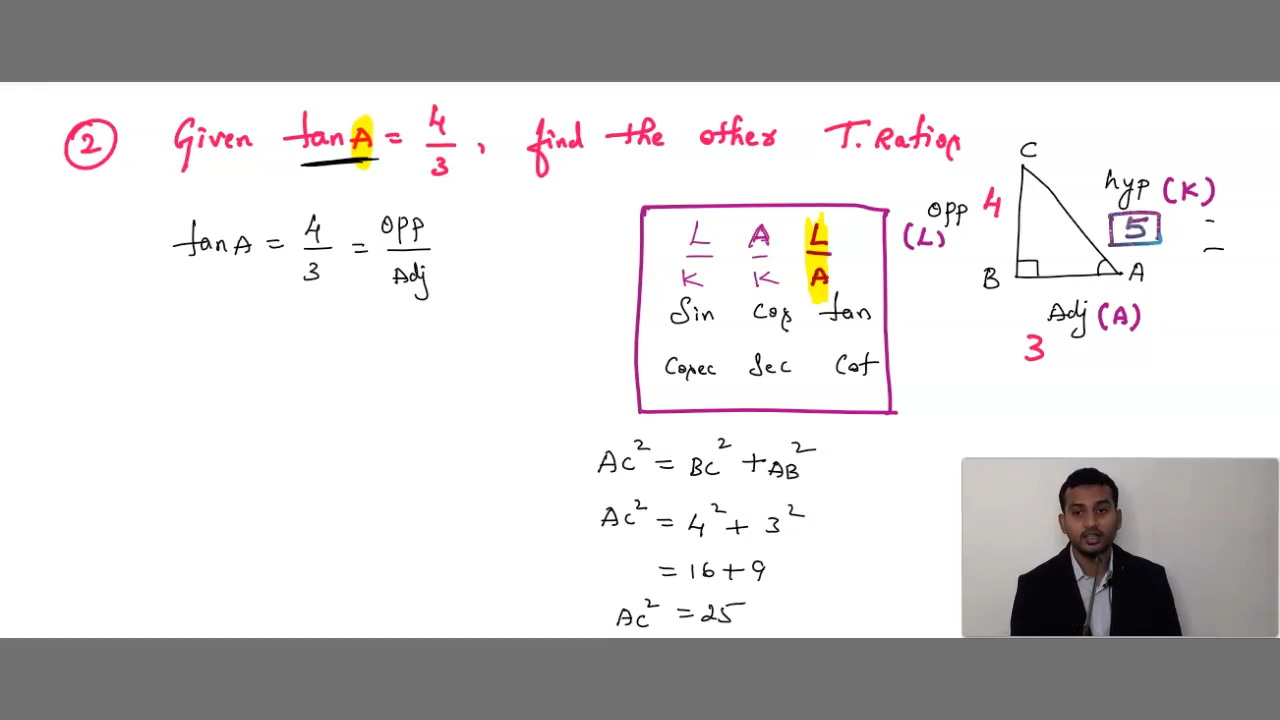 ② Given tan A = 4/3, find the other T. Ratios
tan A = 4/3 = opp/Adj
L/K A/K L/A
Sin Cos tan
Cosec Sec Cot
C
opp 4
(L)
hyp (K)
5
B
A
Adj (A)
3
AC² = BC² + AB²
AC² = 4² + 3²
= 16 + 9
AC² = 25